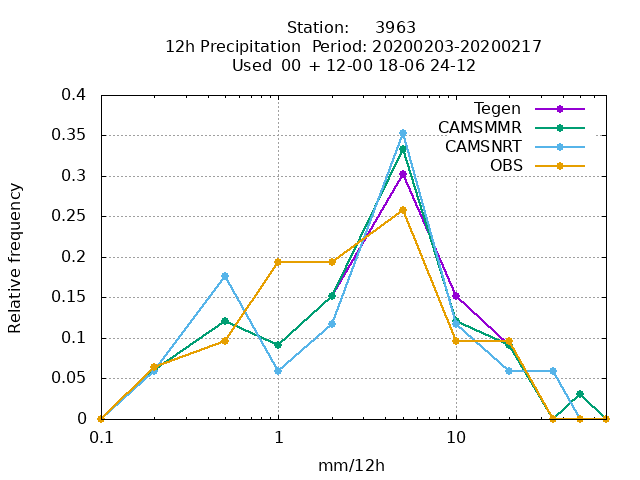 Station: 3963
12h Precipitation Period: 20200203-20200217
Used 00 + 12-00 18-06 24-12
0.4
0.35
0.3
0.25
0.2
0.15
0.1
0.05
0
Relative frequency
Tegen
CAMSMMR
CAMSNRT
OBS
0.1 1 10
mm/12h